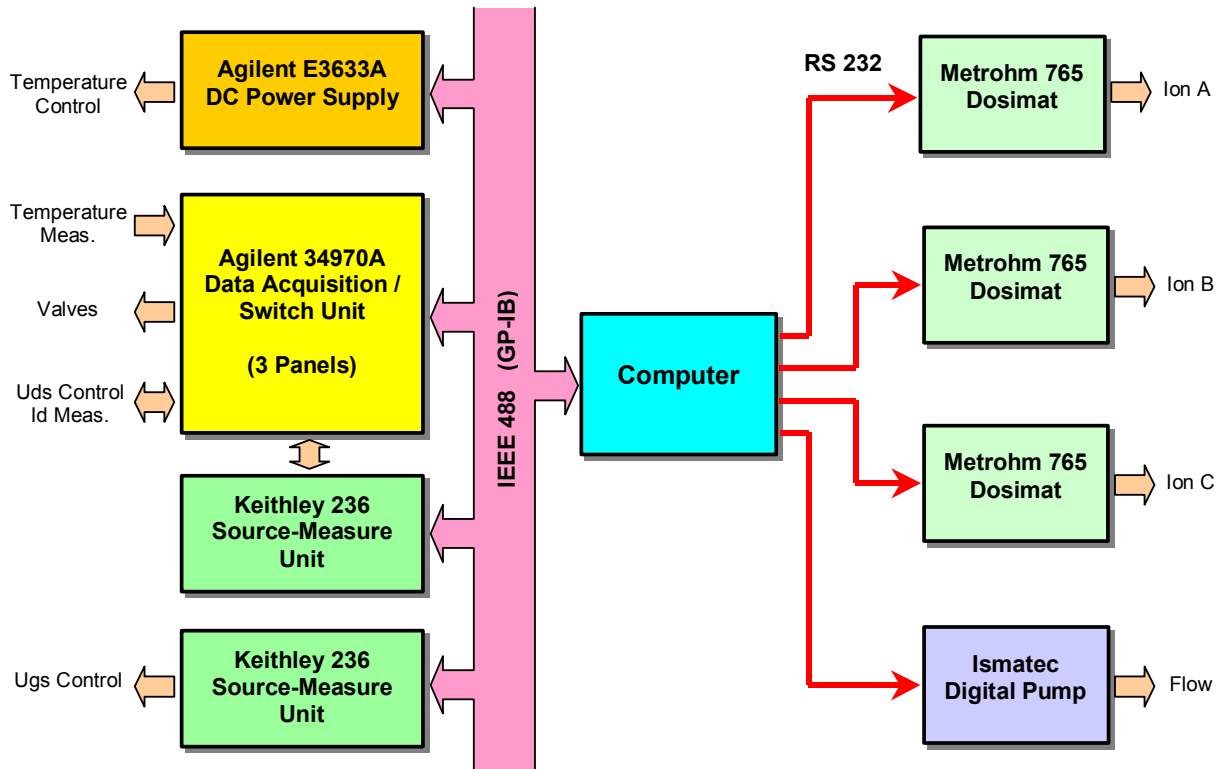 Temperature
Control
Agilent E3633A
DC Power Supply
Temperature
Meas.
Valves
Uds Control
Id Meas.
Agilent 34970A
Data Acquisition /
Switch Unit
(3 Panels)
Keithley 236
Source-Measure
Unit
Ugs Control
Keithley 236
Source-Measure
Unit
IEEE 488 (GP-IB)
Computer
RS 232
Metrohm 765
Dosimat
Ion A
Metrohm 765
Dosimat
Ion B
Metrohm 765
Dosimat
Ion C
Ismatec
Digital Pump
Flow